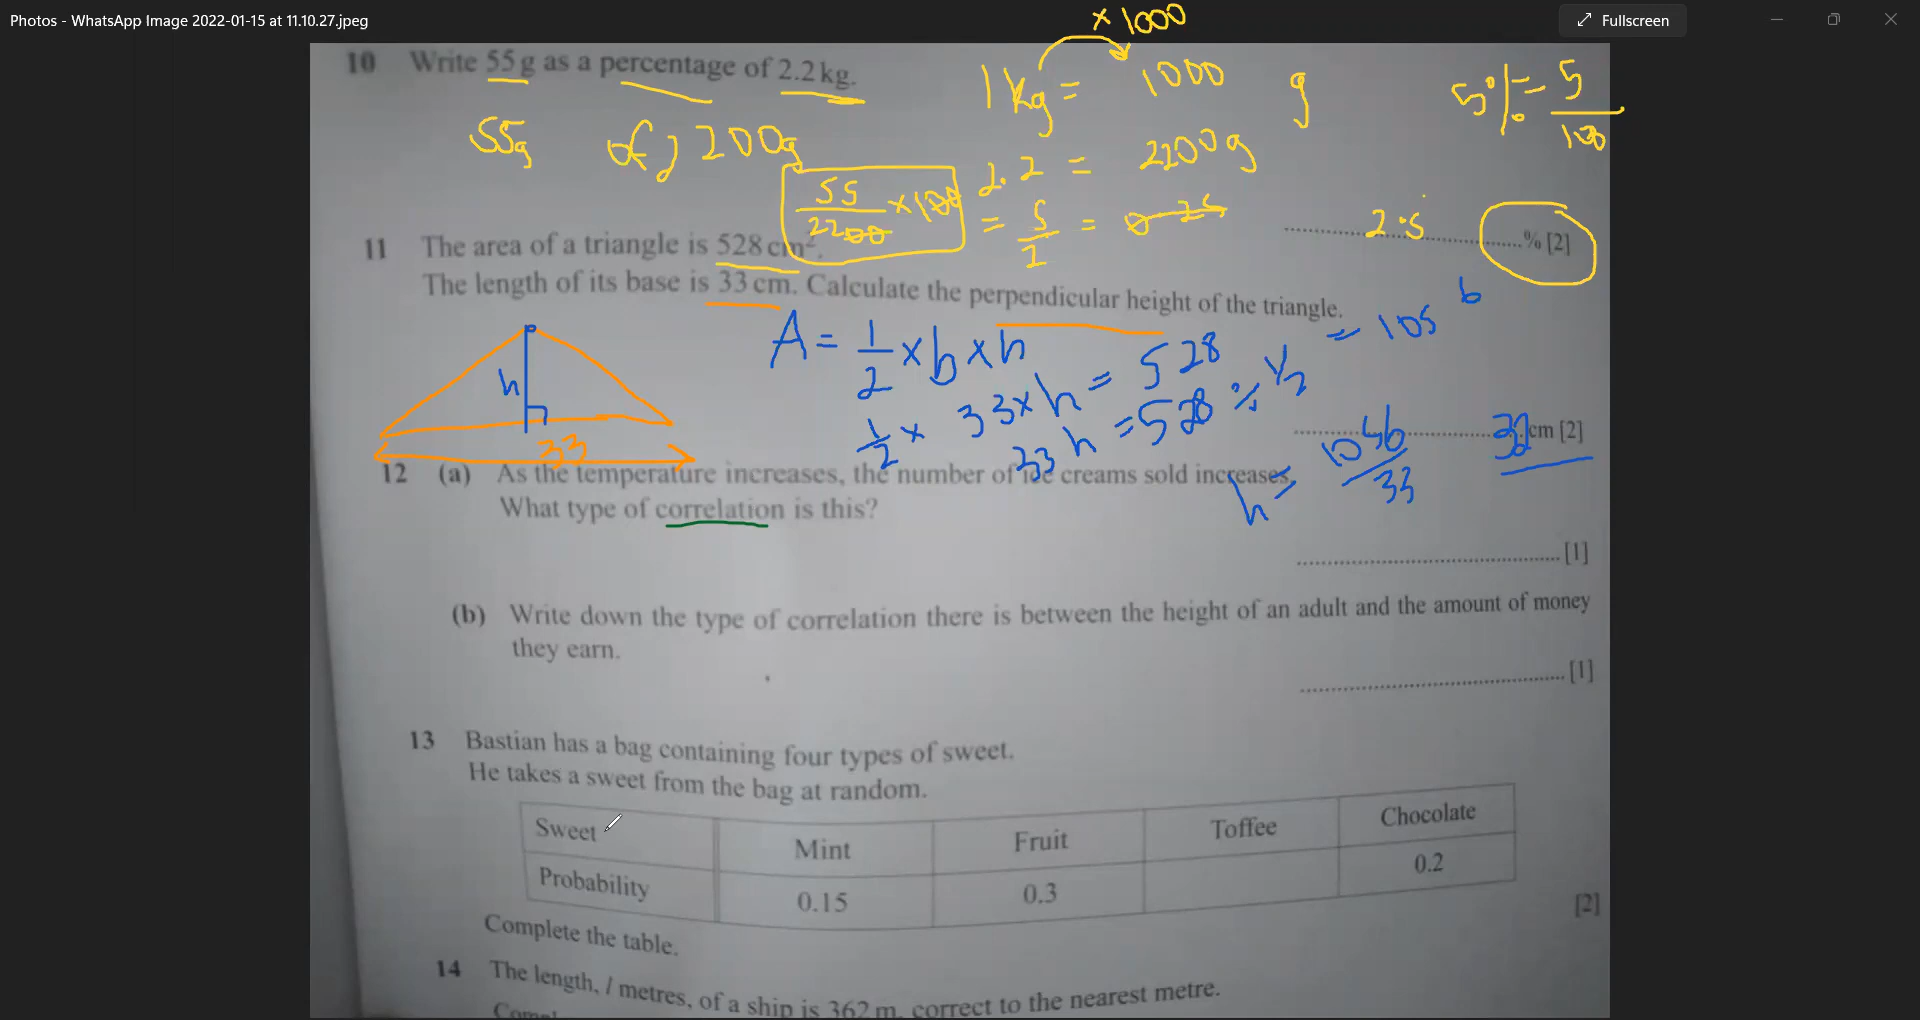 Photos - WhatsApp Image 2022-01-15 at 11.10.27.jpeg
Fullscreen
× 1000
10 Write 55 g as a percentage of 2.2 kg.
1 kg = 1000 g
5% = 5/100
55g of 2200g
2.2 = 2200g
55/2200 × 100 = 5/2 =
2.5 % [2]
11 The area of a triangle is 528 cm².
The length of its base is 33 cm. Calculate the perpendicular height of the triangle.
A = 1/2 × b × h
1/2 × 33 × h = 528
33 h = 528 ÷ 1/2 = 1056
h = 1056/33
h
33
32 cm [2]
12 (a) As the temperature increases, the number of ice creams sold increases.
What type of correlation is this?
[1]
(b) Write down the type of correlation there is between the height of an adult and the amount of money
they earn.
[1]
13 Bastian has a bag containing four types of sweet.
He takes a sweet from the bag at random.
Sweet Mint Fruit Toffee Chocolate
Probability 0.15 0.3 0.2
[2]
Complete the table.
14 The length, l metres, of a ship is 362 m, correct to the nearest metre.